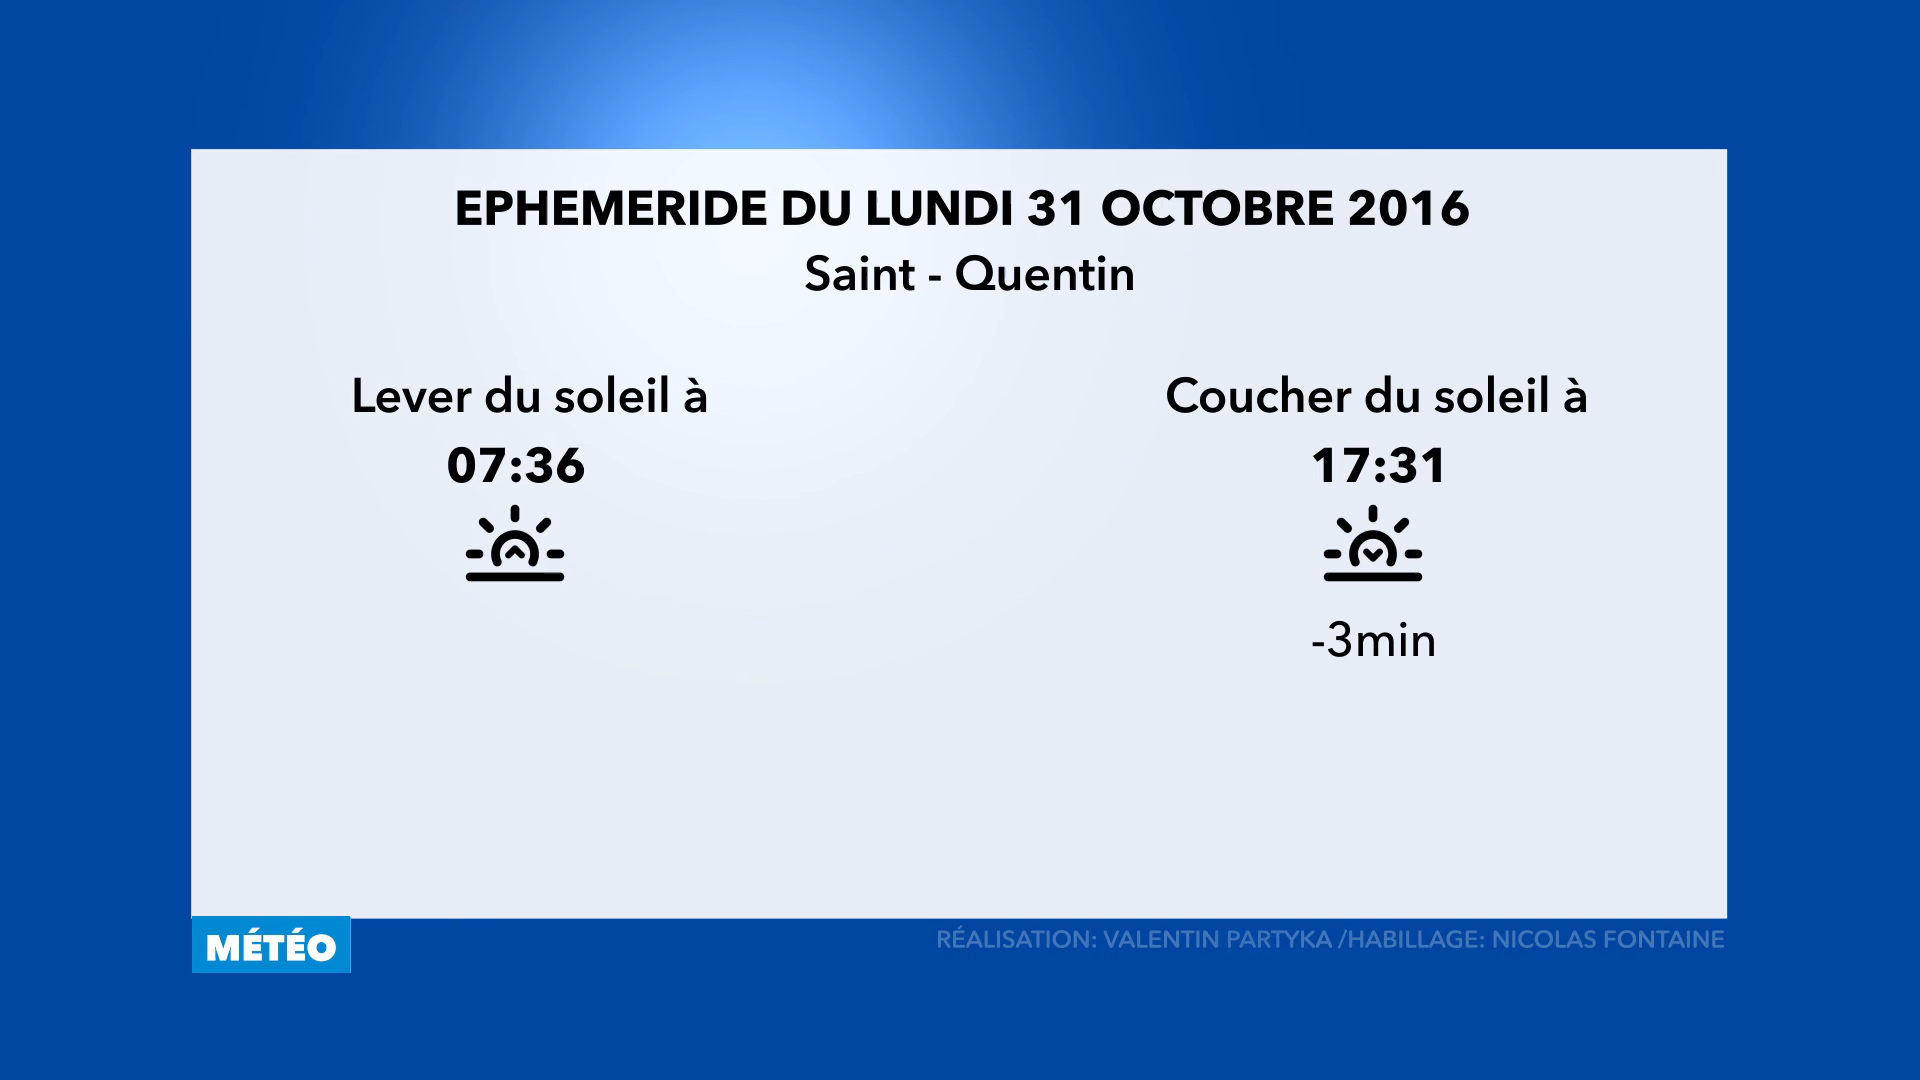 EPHEMERIDE DU LUNDI 31 OCTOBRE 2016
Saint - Quentin
Lever du soleil à
07:36
Coucher du soleil à
17:31
-3min
MÉTÉO
RÉALISATION: VALENTIN PARTYKA /HABILLAGE: NICOLAS FONTAINE